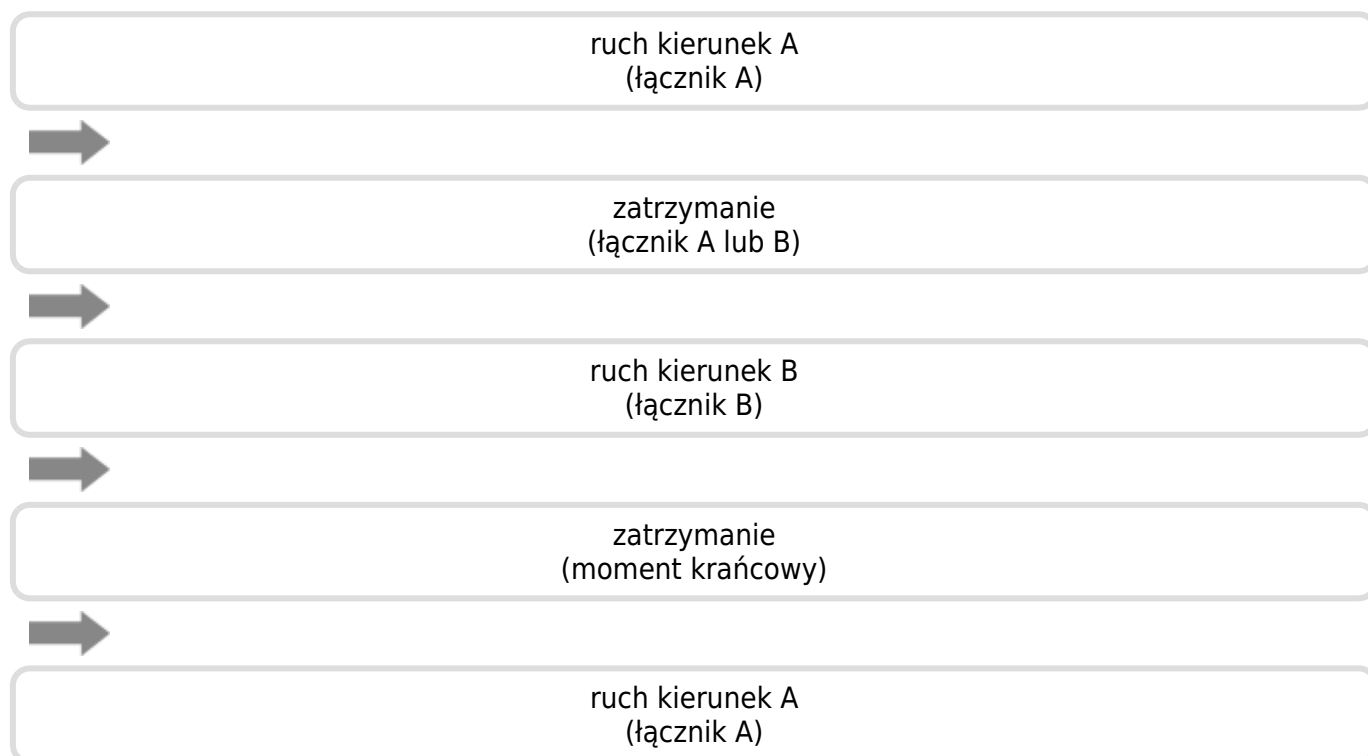 ruch kierunek A
(łącznik A)
zatrzymanie
(łącznik A lub B)
ruch kierunek B
(łącznik B)
zatrzymanie
(moment krańcowy)
ruch kierunek A
(łącznik A)